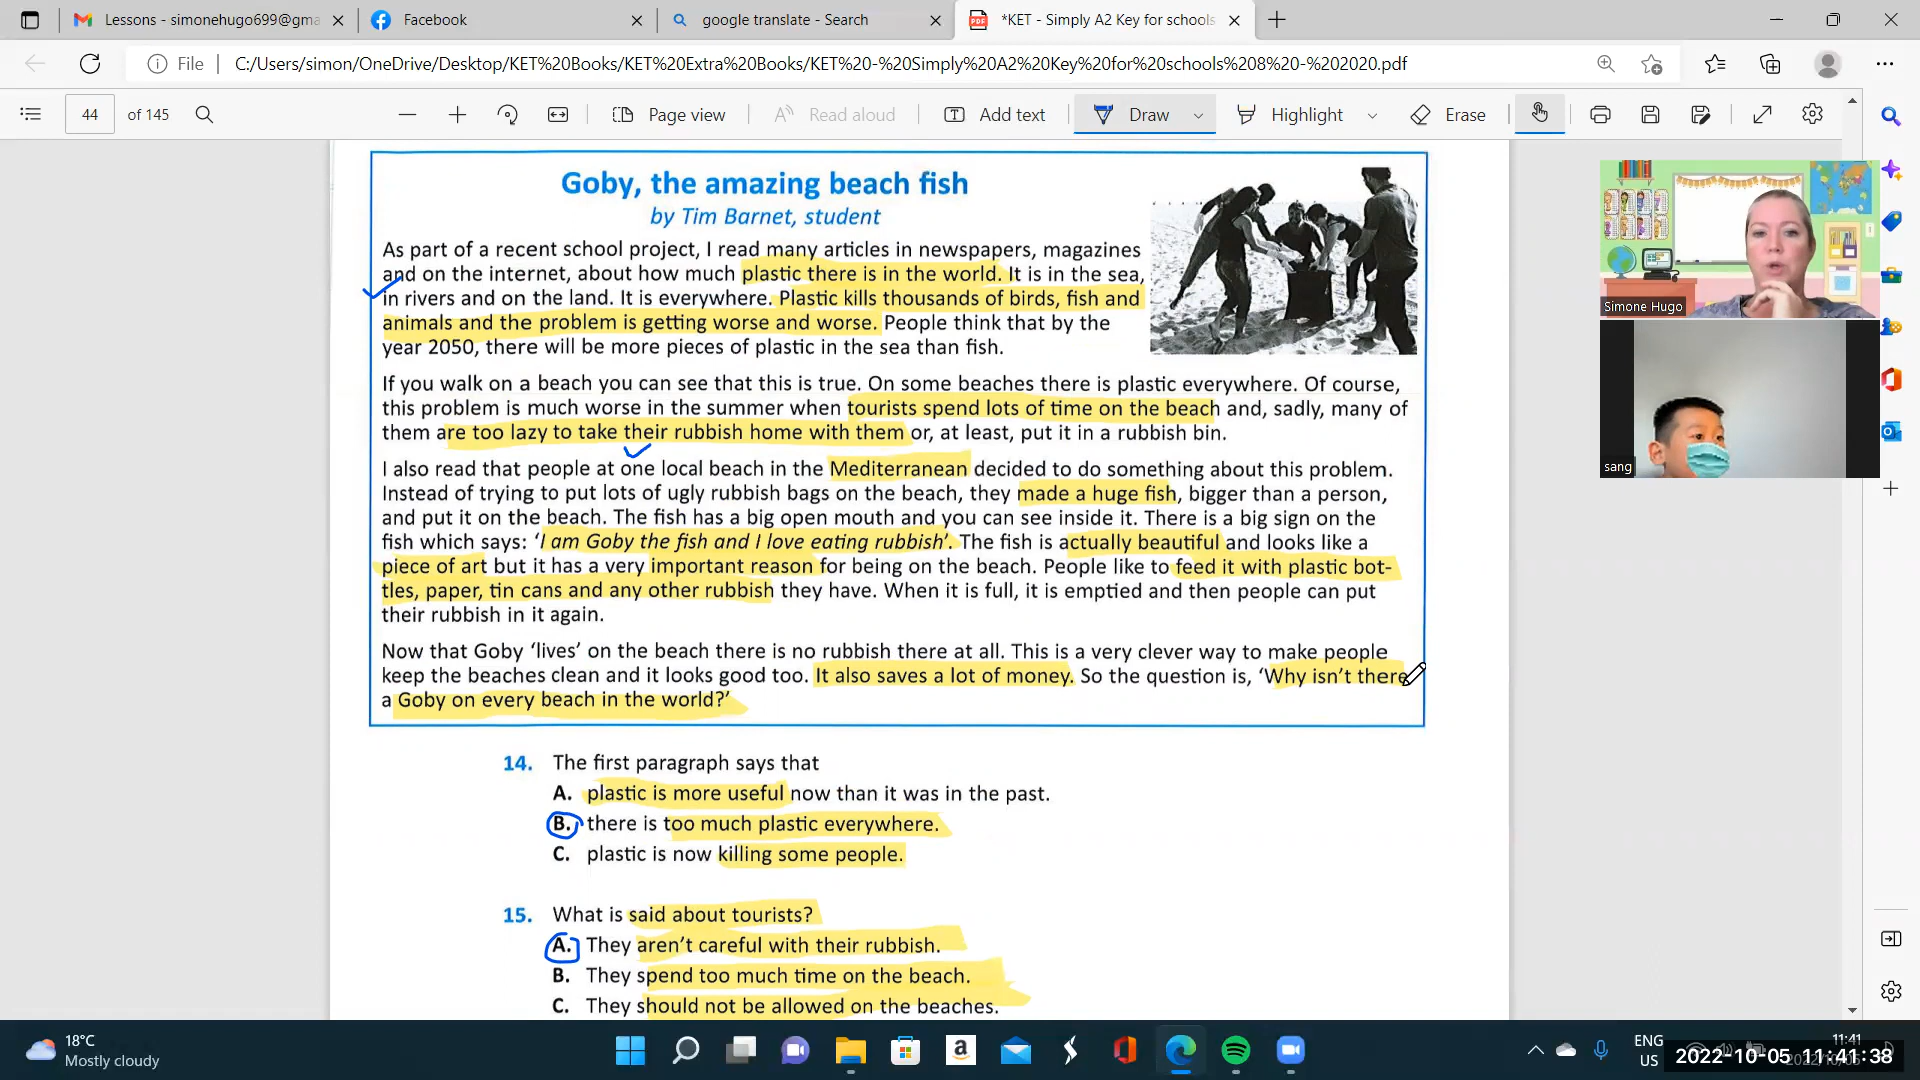 Lessons - simonehugo699@gma
Facebook
google translate - Search
*KET - Simply A2 Key for schools
File
C:/Users/simon/OneDrive/Desktop/KET%20Books/KET%20Extra%20Books/KET%20-%20Simply%20A2%20Key%20for%20schools%208%20-%202020.pdf
44 of 145
Page view
Read aloud
Add text
Draw
Highlight
Erase
Goby, the amazing beach fish
by Tim Barnet, student
As part of a recent school project, I read many articles in newspapers, magazines
and on the internet, about how much plastic there is in the world. It is in the sea,
in rivers and on the land. It is everywhere. Plastic kills thousands of birds, fish and
animals and the problem is getting worse and worse. People think that by the
year 2050, there will be more pieces of plastic in the sea than fish.
If you walk on a beach you can see that this is true. On some beaches there is plastic everywhere. Of course,
this problem is much worse in the summer when tourists spend lots of time on the beach and, sadly, many of
them are too lazy to take their rubbish home with them or, at least, put it in a rubbish bin.
I also read that people at one local beach in the Mediterranean decided to do something about this problem.
Instead of trying to put lots of ugly rubbish bags on the beach, they made a huge fish, bigger than a person,
and put it on the beach. The fish has a big open mouth and you can see inside it. There is a big sign on the
fish which says: ‘I am Goby the fish and I love eating rubbish’. The fish is actually beautiful and looks like a
piece of art but it has a very important reason for being on the beach. People like to feed it with plastic bot-
tles, paper, tin cans and any other rubbish they have. When it is full, it is emptied and then people can put
their rubbish in it again.
Now that Goby ‘lives’ on the beach there is no rubbish there at all. This is a very clever way to make people
keep the beaches clean and it looks good too. It also saves a lot of money. So the question is, ‘Why isn’t there
a Goby on every beach in the world?’
14. The first paragraph says that
A. plastic is more useful now than it was in the past.
B. there is too much plastic everywhere.
C. plastic is now killing some people.
15. What is said about tourists?
A. They aren’t careful with their rubbish.
B. They spend too much time on the beach.
C. They should not be allowed on the beaches.
Simone Hugo
sang
18°C
Mostly cloudy
ENG
US
11:41
2022-10-05 11:41:38